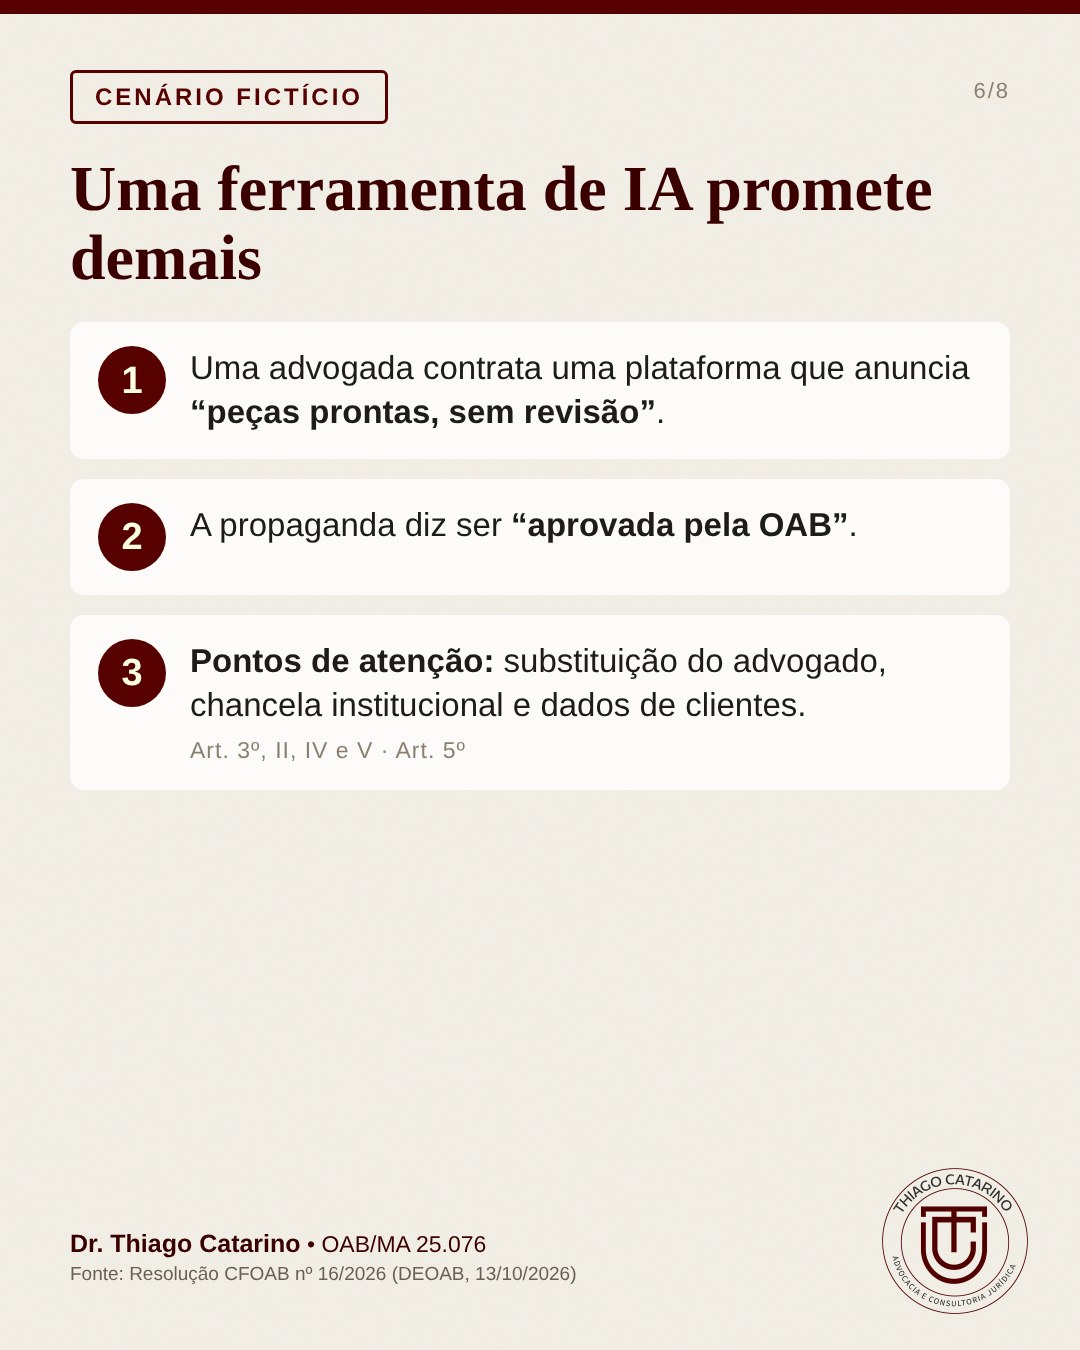 CENÁRIO FICTÍCIO
6/8
Uma ferramenta de IA promete
demais
1
Uma advogada contrata uma plataforma que anuncia
“peças prontas, sem revisão”.
2
A propaganda diz ser “aprovada pela OAB”.
3
Pontos de atenção: substituição do advogado,
chancela institucional e dados de clientes.
Art. 3º, II, IV e V · Art. 5º
THIAGO CATARINO
ADVOCACIA E CONSULTORIA JURÍDICA
Dr. Thiago Catarino • OAB/MA 25.076
Fonte: Resolução CFOAB nº 16/2026 (DEOAB, 13/10/2026)